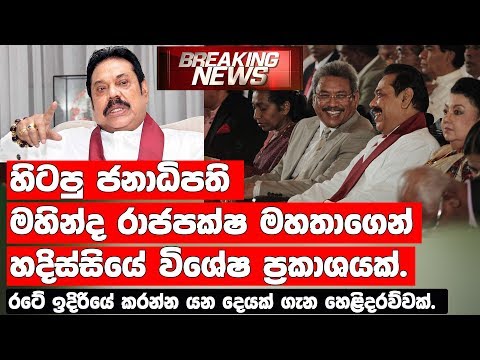 BREAKING
NEWS
හිටපු ජනාධිපති
මහින්ද රාජපක්ෂ මහතාගෙන්
හදිස්සියේ විශේෂ ප්‍රකාශයක්.
රටේ ඉදිරියේ කරන්න යන දෙයක් ගැන හෙළිදරව්වක්.